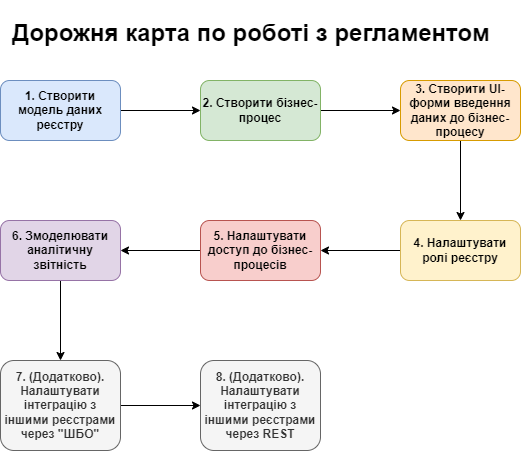 Дорожня карта по роботі з регламентом
1. Створити
модель даних
реєстру
2. Створити бізнес-
процес
3. Створити UI-
форми введення
даних до бізнес-
процесу
4. Налаштувати
ролі реєстру
5. Налаштувати
доступ до бізнес-
процесів
6. Змоделювати
аналітичну
звітність
7. (Додатково).
Налаштувати
інтеграцію з
іншими реєстрами
через "ШБО"
8. (Додатково).
Налаштувати
інтеграцію з
іншими реєстрами
через REST